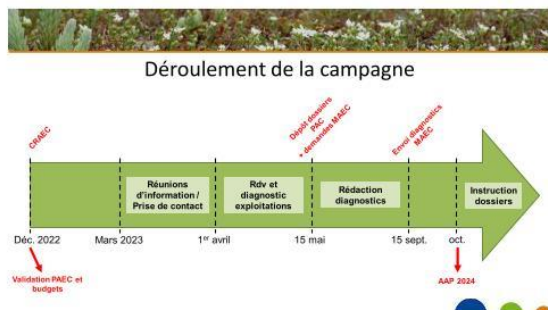 Déroulement de la campagne
CRAEC
Dépôt dossiers
PAC
+ demandes MAEC
Envoi diagnostics
MAEC
Réunions
d'information /
Prise de contact
Rdv et
diagnostic
exploitations
Rédaction
diagnostics
Instruction
dossiers
Déc. 2022
Mars 2023
1er avril
15 mai
15 sept.
oct.
Validation PAEC et
budgets
AAP 2024